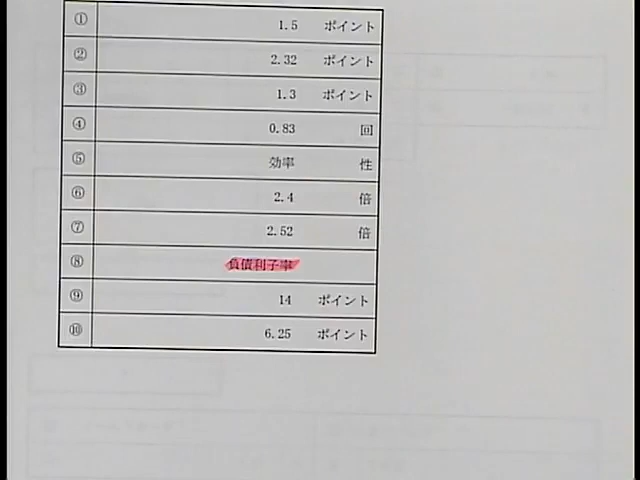 ① 1.5 ポイント
② 2.32 ポイント
③ 1.3 ポイント
④ 0.83 回
⑤ 効率 性
⑥ 2.4 倍
⑦ 2.52 倍
⑧ 負債利子率
⑨ 14 ポイント
⑩ 6.25 ポイント